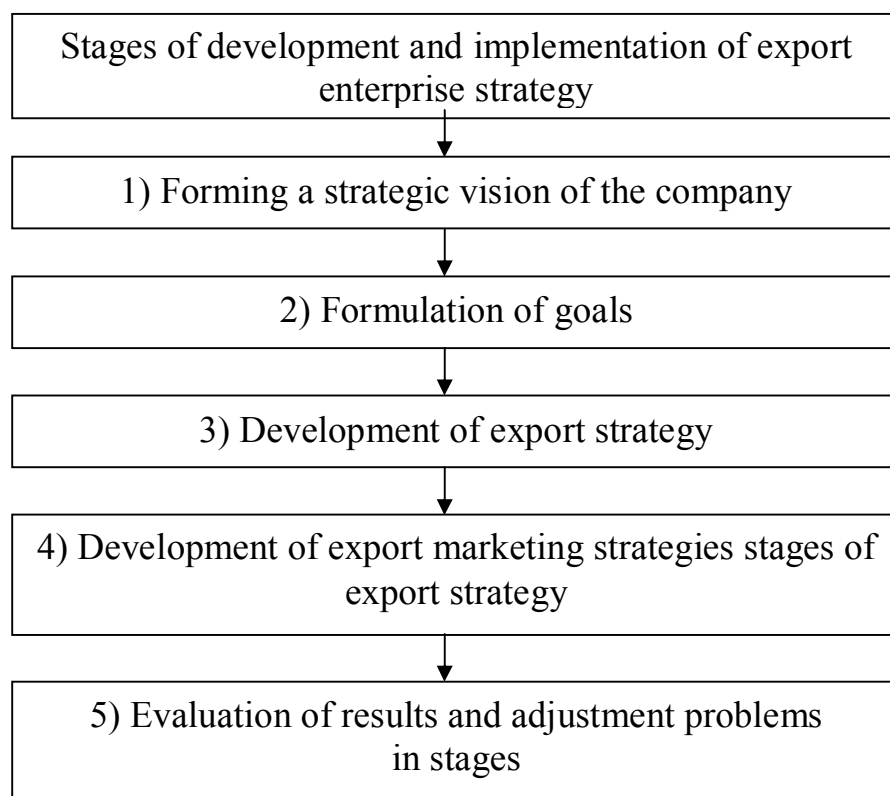 Stages of development and implementation of export
enterprise strategy
1) Forming a strategic vision of the company
2) Formulation of goals
3) Development of export strategy
4) Development of export marketing strategies stages of
export strategy
5) Evaluation of results and adjustment problems
in stages